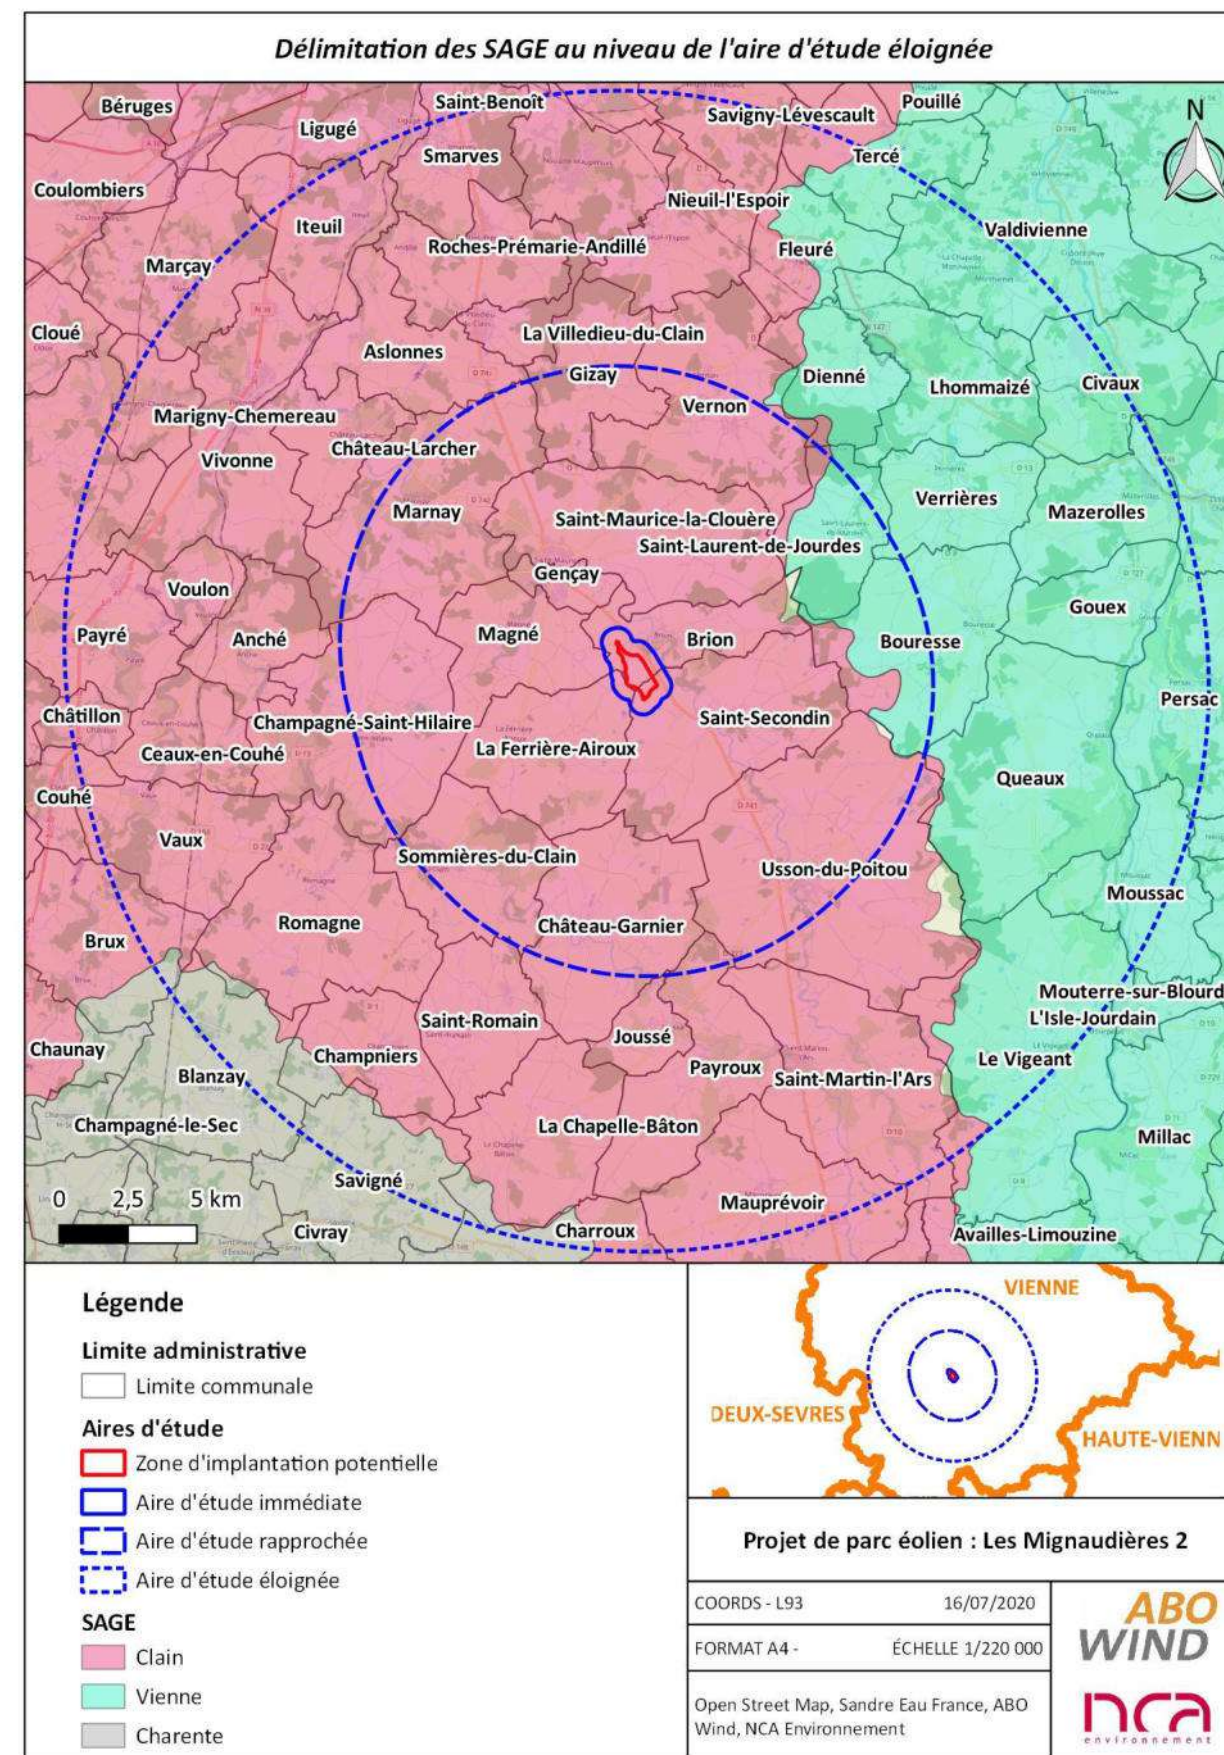 Délimitation des SAGE au niveau de l'aire d'étude éloignée
Béruges
Saint-Benoît
Pouillé
Ligugé
Savigny-Lévescault
N
Smarves
Tercé
Coulombiers
Nieuil-l'Espoir
Iteuil
Valdivienne
Roches-Prémarie-Andillé
Fleuré
Marçay
Cloué
La Villedieu-du-Clain
Aslonnes
Gizay
Dienné
Lhommaizé
Civaux
Vernon
Marigny-Chemereau
Château-Larcher
Vivonne
Verrières
Marnay
Mazerolles
Saint-Maurice-la-Clouère
Saint-Laurent-de-Jourdes
Gençay
Voulon
Gouex
Payré
Anché
Magné
Brion
Bouresse
Persac
Châtillon
Champagné-Saint-Hilaire
Saint-Secondin
Ceaux-en-Couhé
La Ferrière-Airoux
Queaux
Couhé
Vaux
Sommières-du-Clain
Usson-du-Poitou
Moussac
Romagne
Château-Garnier
Brux
Mouterre-sur-Blourd
L'Isle-Jourdain
Saint-Romain
Joussé
Chaunay
Champniers
Le Vigeant
Blanzay
Payroux
Saint-Martin-l'Ars
Champagné-le-Sec
La Chapelle-Bâton
Millac
Savigné
0 2,5 5 km
Mauprévoir
Civray
Charroux
Availles-Limouzine
Légende
Limite administrative
Limite communale
Aires d'étude
Zone d'implantation potentielle
Aire d'étude immédiate
Aire d'étude rapprochée
Aire d'étude éloignée
SAGE
Clain
Vienne
Charente
VIENNE
DEUX-SEVRES
HAUTE-VIENN
Projet de parc éolien : Les Mignaudières 2
COORDS - L93 16/07/2020
FORMAT A4 - ÉCHELLE 1/220 000
Open Street Map, Sandre Eau France, ABO
Wind, NCA Environnement
ABO
WIND
nca
environnement